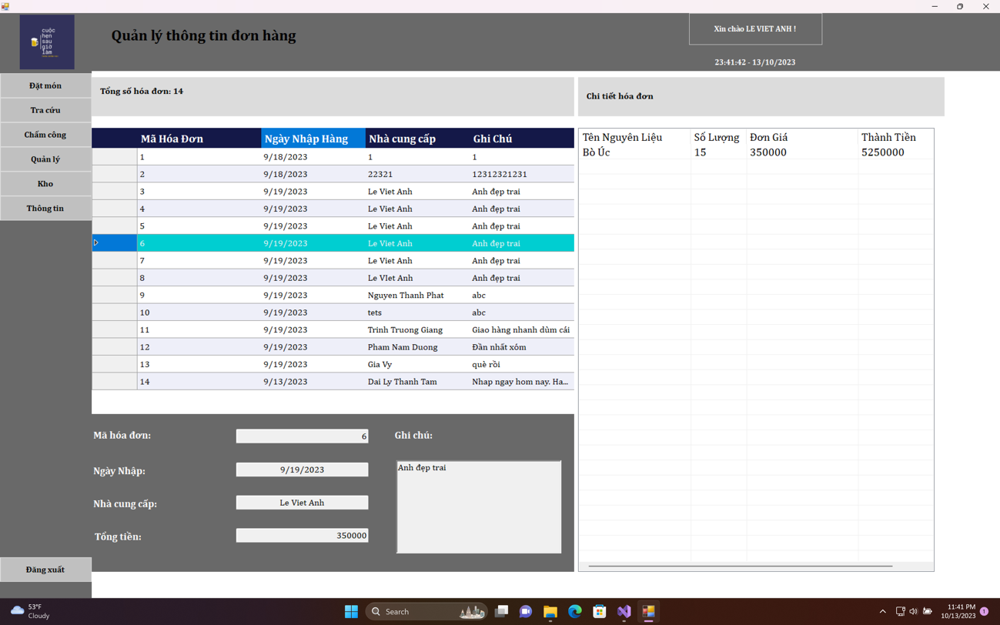 cuộc
hẹn
sau
giờ
làm
Quản lý thông tin đơn hàng
Xin chào LE VIET ANH !
23:41:42 - 13/10/2023
Đặt món
Tra cứu
Chấm công
Quản lý
Kho
Thông tin
Đăng xuất
Tổng số hóa đơn: 14
Mã Hóa Đơn Ngày Nhập Hàng Nhà cung cấp Ghi Chú
1 9/18/2023 1 1
2 9/18/2023 22321 12312321231
3 9/19/2023 Le Viet Anh Anh đẹp trai
4 9/19/2023 Le Viet Anh Anh đẹp trai
5 9/19/2023 Le Viet Anh Anh đẹp trai
6 9/19/2023 Le Viet Anh Anh đẹp trai
7 9/19/2023 Le Viet Anh Anh đẹp trai
8 9/19/2023 Le VIet Anh Anh đẹp trai
9 9/19/2023 Nguyen Thanh Phat abc
10 9/19/2023 tets abc
11 9/19/2023 Trinh Truong Giang Giao hàng nhanh dùm cái
12 9/19/2023 Pham Nam Duong Đần nhất xóm
13 9/19/2023 Gia Vy què rồi
14 9/13/2023 Dai Ly Thanh Tam Nhap ngay hom nay. Ha...
Mã hóa đơn: 6
Ngày Nhập: 9/19/2023
Nhà cung cấp: Le Viet Anh
Tổng tiền: 350000
Ghi chú:
Anh đẹp trai
Chi tiết hóa đơn
Tên Nguyên Liệu Số Lượng Đơn Giá Thành Tiền
Bò Úc 15 350000 5250000
53°F
Cloudy
Search
11:41 PM
10/13/2023
1